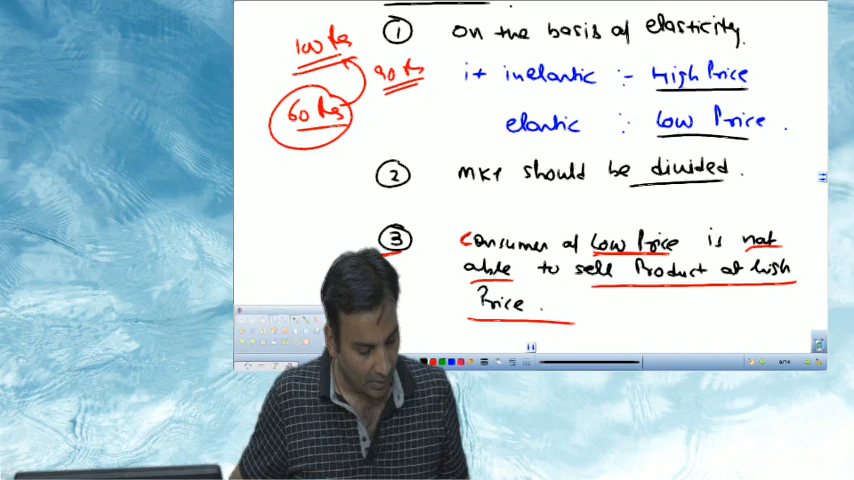 ① on the basis of elasticity.
100 Rs
90 Rs
if inelastic :- High Price
60 Rs
elastic :- Low Price.
② MKT should be divided.
③ Consumer of low Price is not
able to sell Product at high
Price.